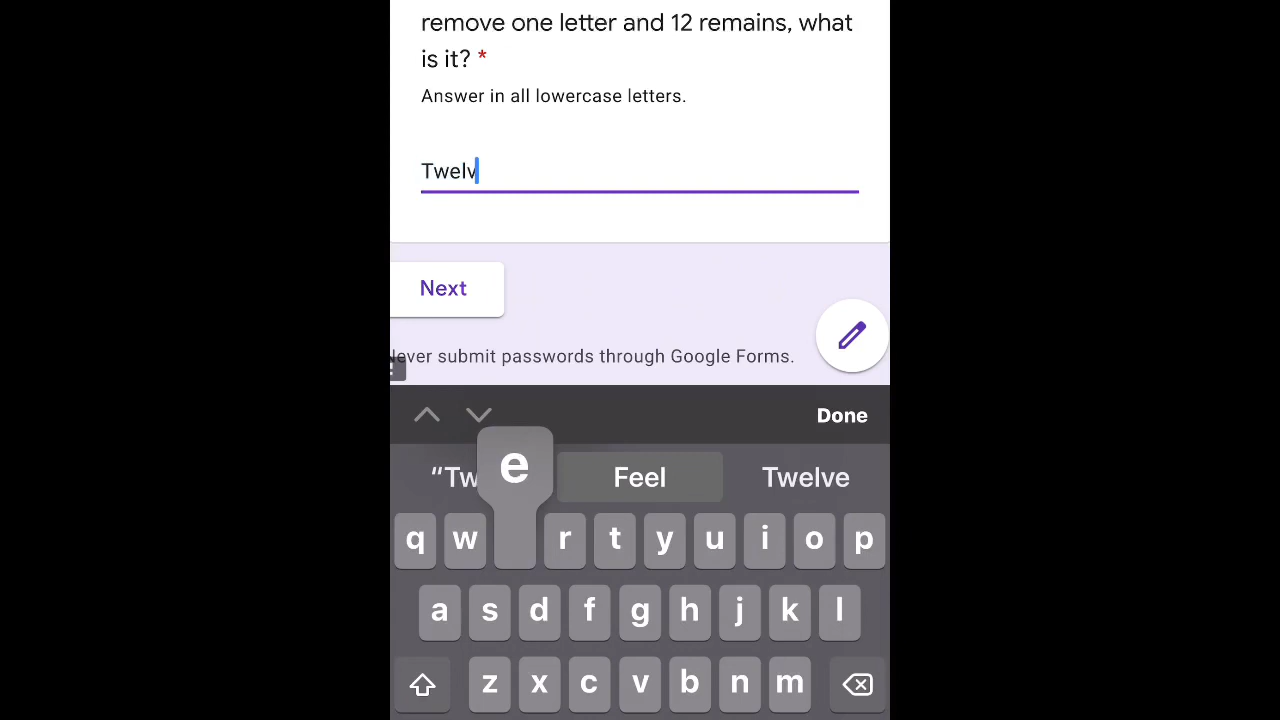 remove one letter and 12 remains, what
is it? *
Answer in all lowercase letters.
Twelv
Next
ever submit passwords through Google Forms.
Done
“Tw Feel Twelve
e
q w r t y u i o p
a s d f g h j k l
z x c v b n m